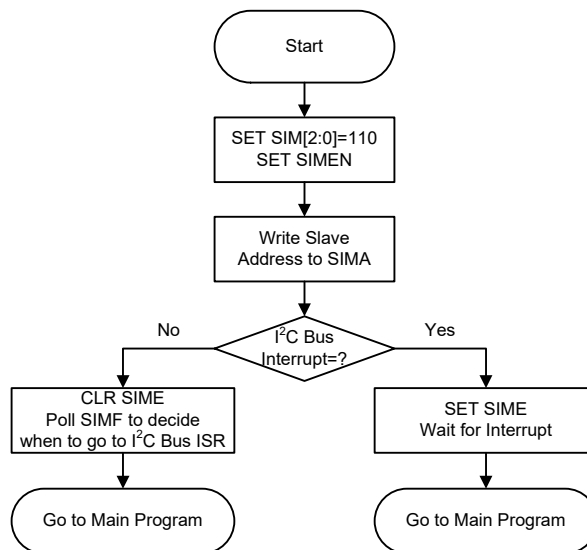 Start
SET SIM[2:0]=110
SET SIMEN
Write Slave
Address to SIMA
I²C Bus
Interrupt=?
No
Yes
CLR SIME
Poll SIMF to decide
when to go to I²C Bus ISR
SET SIME
Wait for Interrupt
Go to Main Program
Go to Main Program